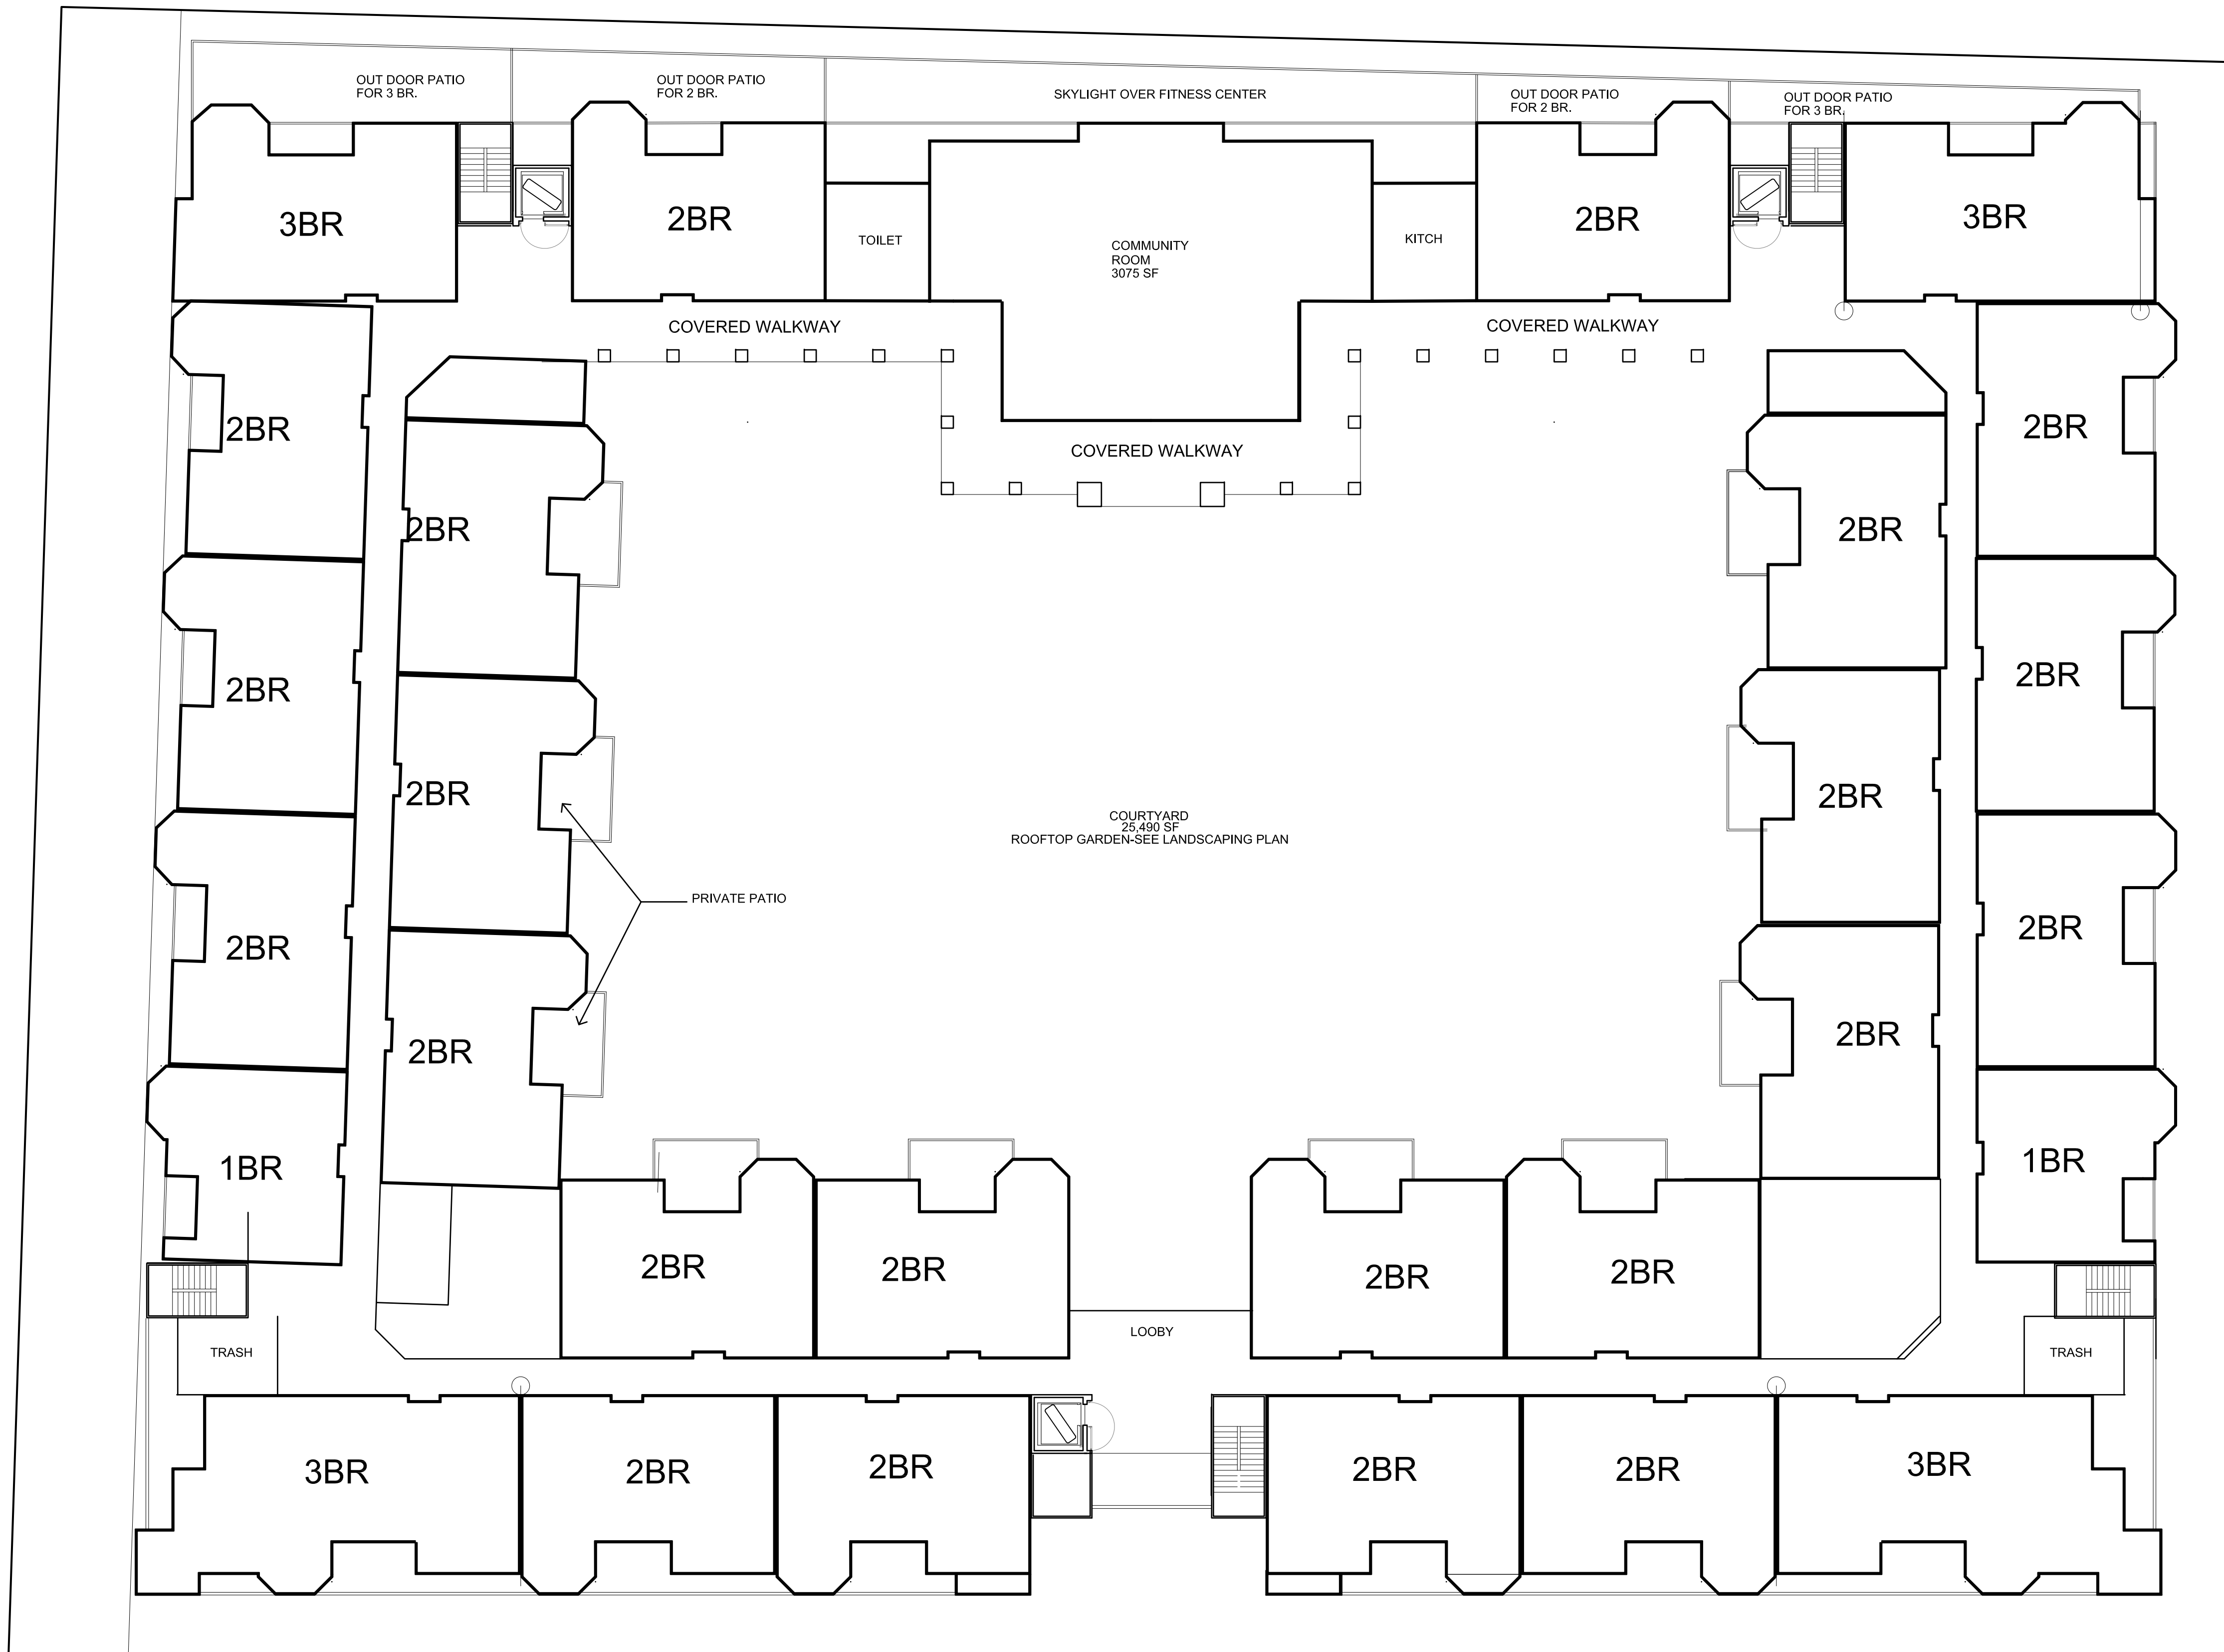 OUT DOOR PATIO
FOR 3 BR.
OUT DOOR PATIO
FOR 2 BR.
SKYLIGHT OVER FITNESS CENTER
OUT DOOR PATIO
FOR 2 BR.
OUT DOOR PATIO
FOR 3 BR.
3BR
2BR
TOILET
COMMUNITY
ROOM
3075 SF
KITCH
2BR
3BR
COVERED WALKWAY
COVERED WALKWAY
COVERED WALKWAY
2BR
2BR
2BR
2BR
2BR
2BR
2BR
2BR
COURTYARD
25,490 SF
ROOFTOP GARDEN-SEE LANDSCAPING PLAN
PRIVATE PATIO
2BR
2BR
2BR
2BR
1BR
1BR
2BR
2BR
2BR
2BR
LOOBY
TRASH
TRASH
3BR
2BR
2BR
2BR
2BR
3BR